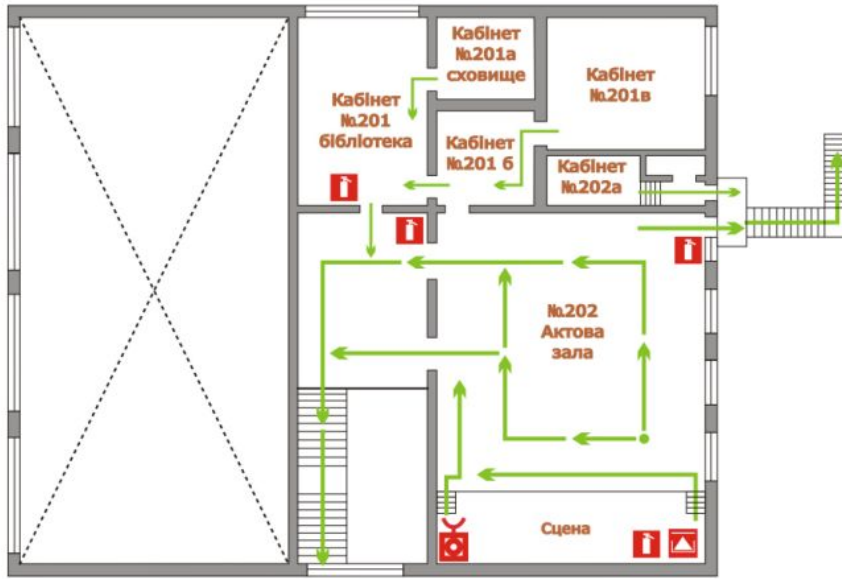 Кабінет
№201а
сховище
Кабінет
№201в
Кабінет
№201
бібліотека
Кабінет
№201 б
Кабінет
№202а
№202
Актова
зала
Сцена